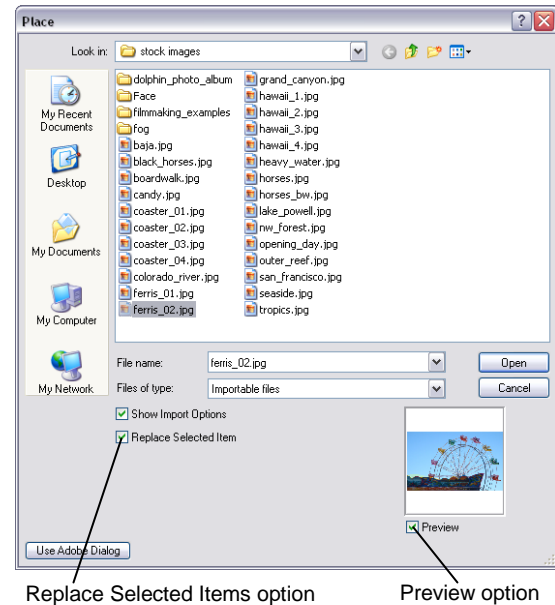 Place
Look in:
stock images
My Recent
Documents
Desktop
My Documents
My Computer
My Network
dolphin_photo_album
Face
filmmaking_examples
fog
baja.jpg
black_horses.jpg
boardwalk.jpg
candy.jpg
coaster_01.jpg
coaster_02.jpg
coaster_03.jpg
coaster_04.jpg
colorado_river.jpg
ferris_01.jpg
ferris_02.jpg
grand_canyon.jpg
hawaii_1.jpg
hawaii_2.jpg
hawaii_3.jpg
hawaii_4.jpg
heavy_water.jpg
horses.jpg
horses_bw.jpg
lake_powell.jpg
nw_forest.jpg
opening_day.jpg
outer_reef.jpg
san_francisco.jpg
seaside.jpg
tropics.jpg
File name:
ferris_02.jpg
Open
Files of type:
Importable files
Cancel
Show Import Options
Replace Selected Item
Preview
Use Adobe Dialog
Replace Selected Items option
Preview option